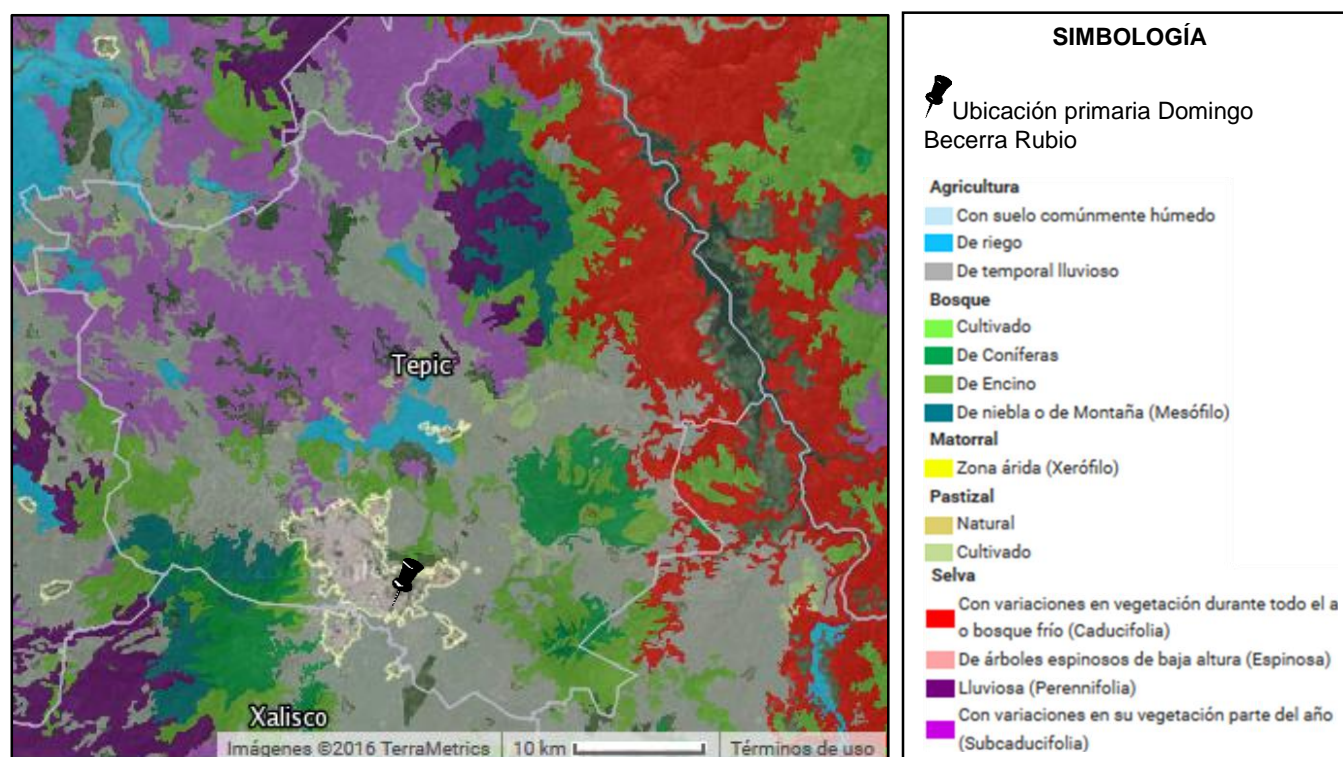 Tepic
Xalisco
Imágenes ©2016 TerraMetrics
10 km
Términos de uso
SIMBOLOGÍA
Ubicación primaria Domingo
Becerra Rubio
Agricultura
Con suelo comúnmente húmedo
De riego
De temporal lluvioso
Bosque
Cultivado
De Coníferas
De Encino
De niebla o de Montaña (Mesófilo)
Matorral
Zona árida (Xerófilo)
Pastizal
Natural
Cultivado
Selva
Con variaciones en vegetación durante todo el a
o bosque frío (Caducifolia)
De árboles espinosos de baja altura (Espinosa)
Lluviosa (Perennifolia)
Con variaciones en su vegetación parte del año
(Subcaducifolia)